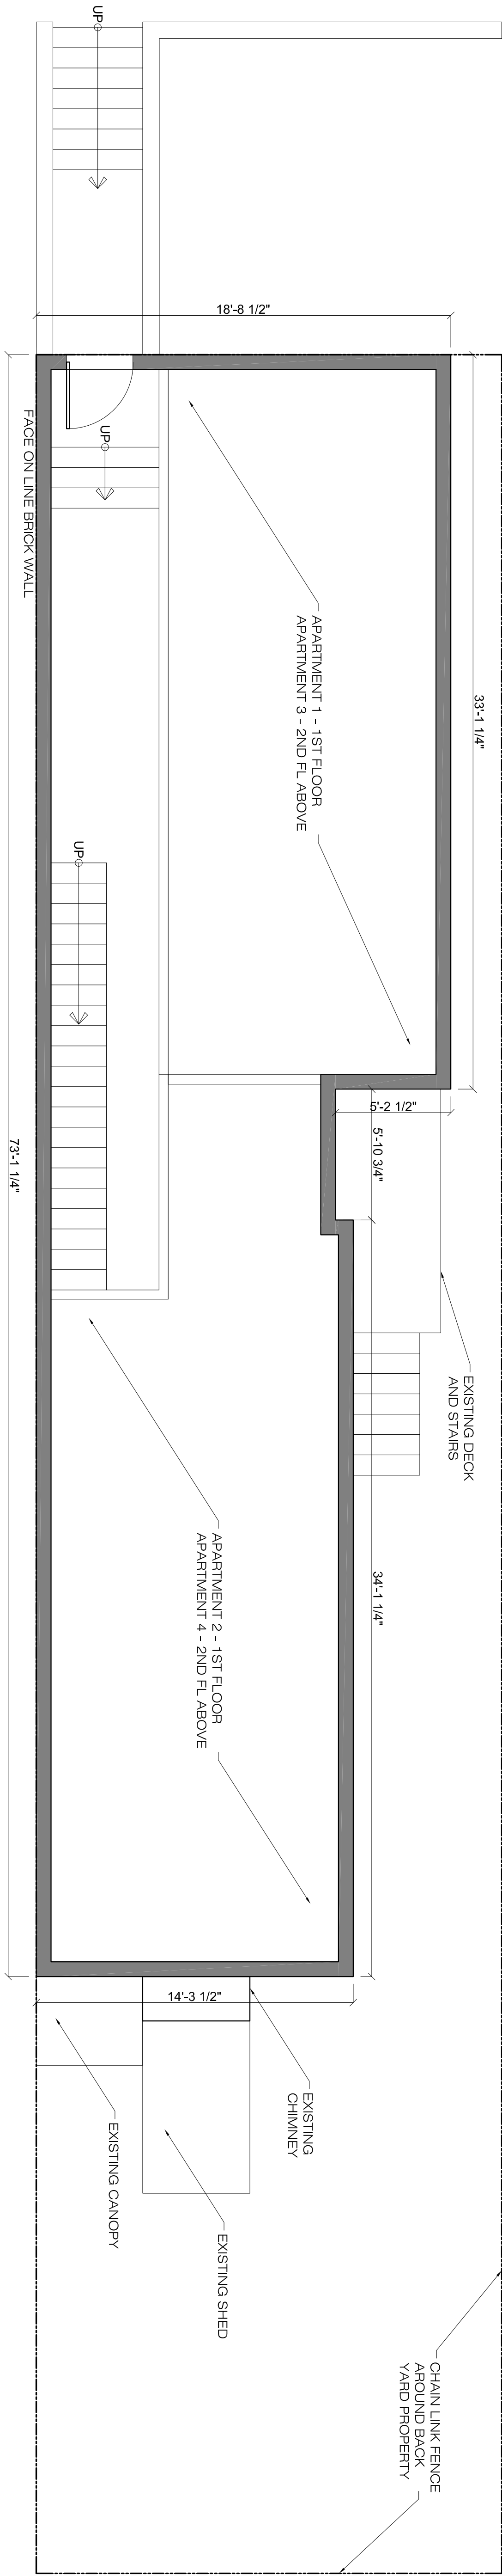 UP
18'-8 1/2"
FACE ON LINE BRICK WALL
UP
33'-1 1/4"
APARTMENT 1 - 1ST FLOOR
APARTMENT 3 - 2ND FL ABOVE
UP
5'-2 1/2"
5'-10 3/4"
73'-1 1/4"
EXISTING DECK
AND STAIRS
34'-1 1/4"
APARTMENT 2 - 1ST FLOOR
APARTMENT 4 - 2ND FL ABOVE
14'-3 1/2"
EXISTING
CHIMNEY
EXISTING CANOPY
EXISTING SHED
CHAIN LINK FENCE
AROUND BACK
YARD PROPERTY